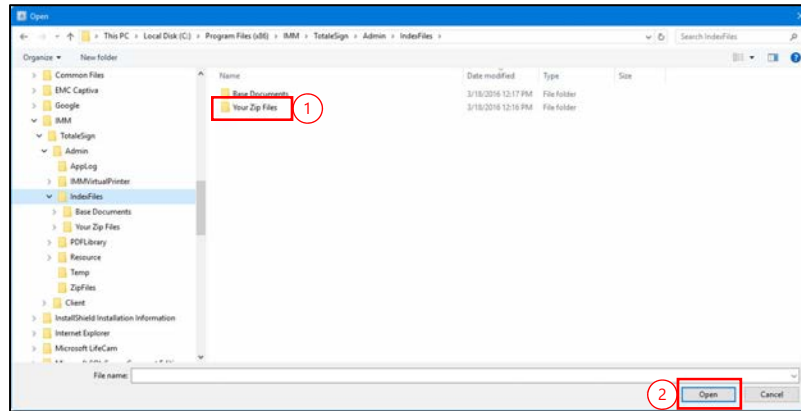 Open
This PC › Local Disk (C:) › Program Files (x86) › IMM › TotaleSign › Admin › IndexFiles ›
Search IndexFiles
Organize New folder
Name Date modified Type Size
Common Files
EMC Captiva
Google
IMM
TotaleSign
Admin
AppLog
IMMVirtualPrinter
IndexFiles
Base Documents
Your Zip Files
PDFLibrary
Resource
Temp
ZipFiles
Client
InstallShield Installation Information
Internet Explorer
Microsoft LifeCam
Base Documents 3/18/2016 12:17 PM File folder
Your Zip Files 1 3/18/2016 12:16 PM File folder
File name:
2 Open Cancel